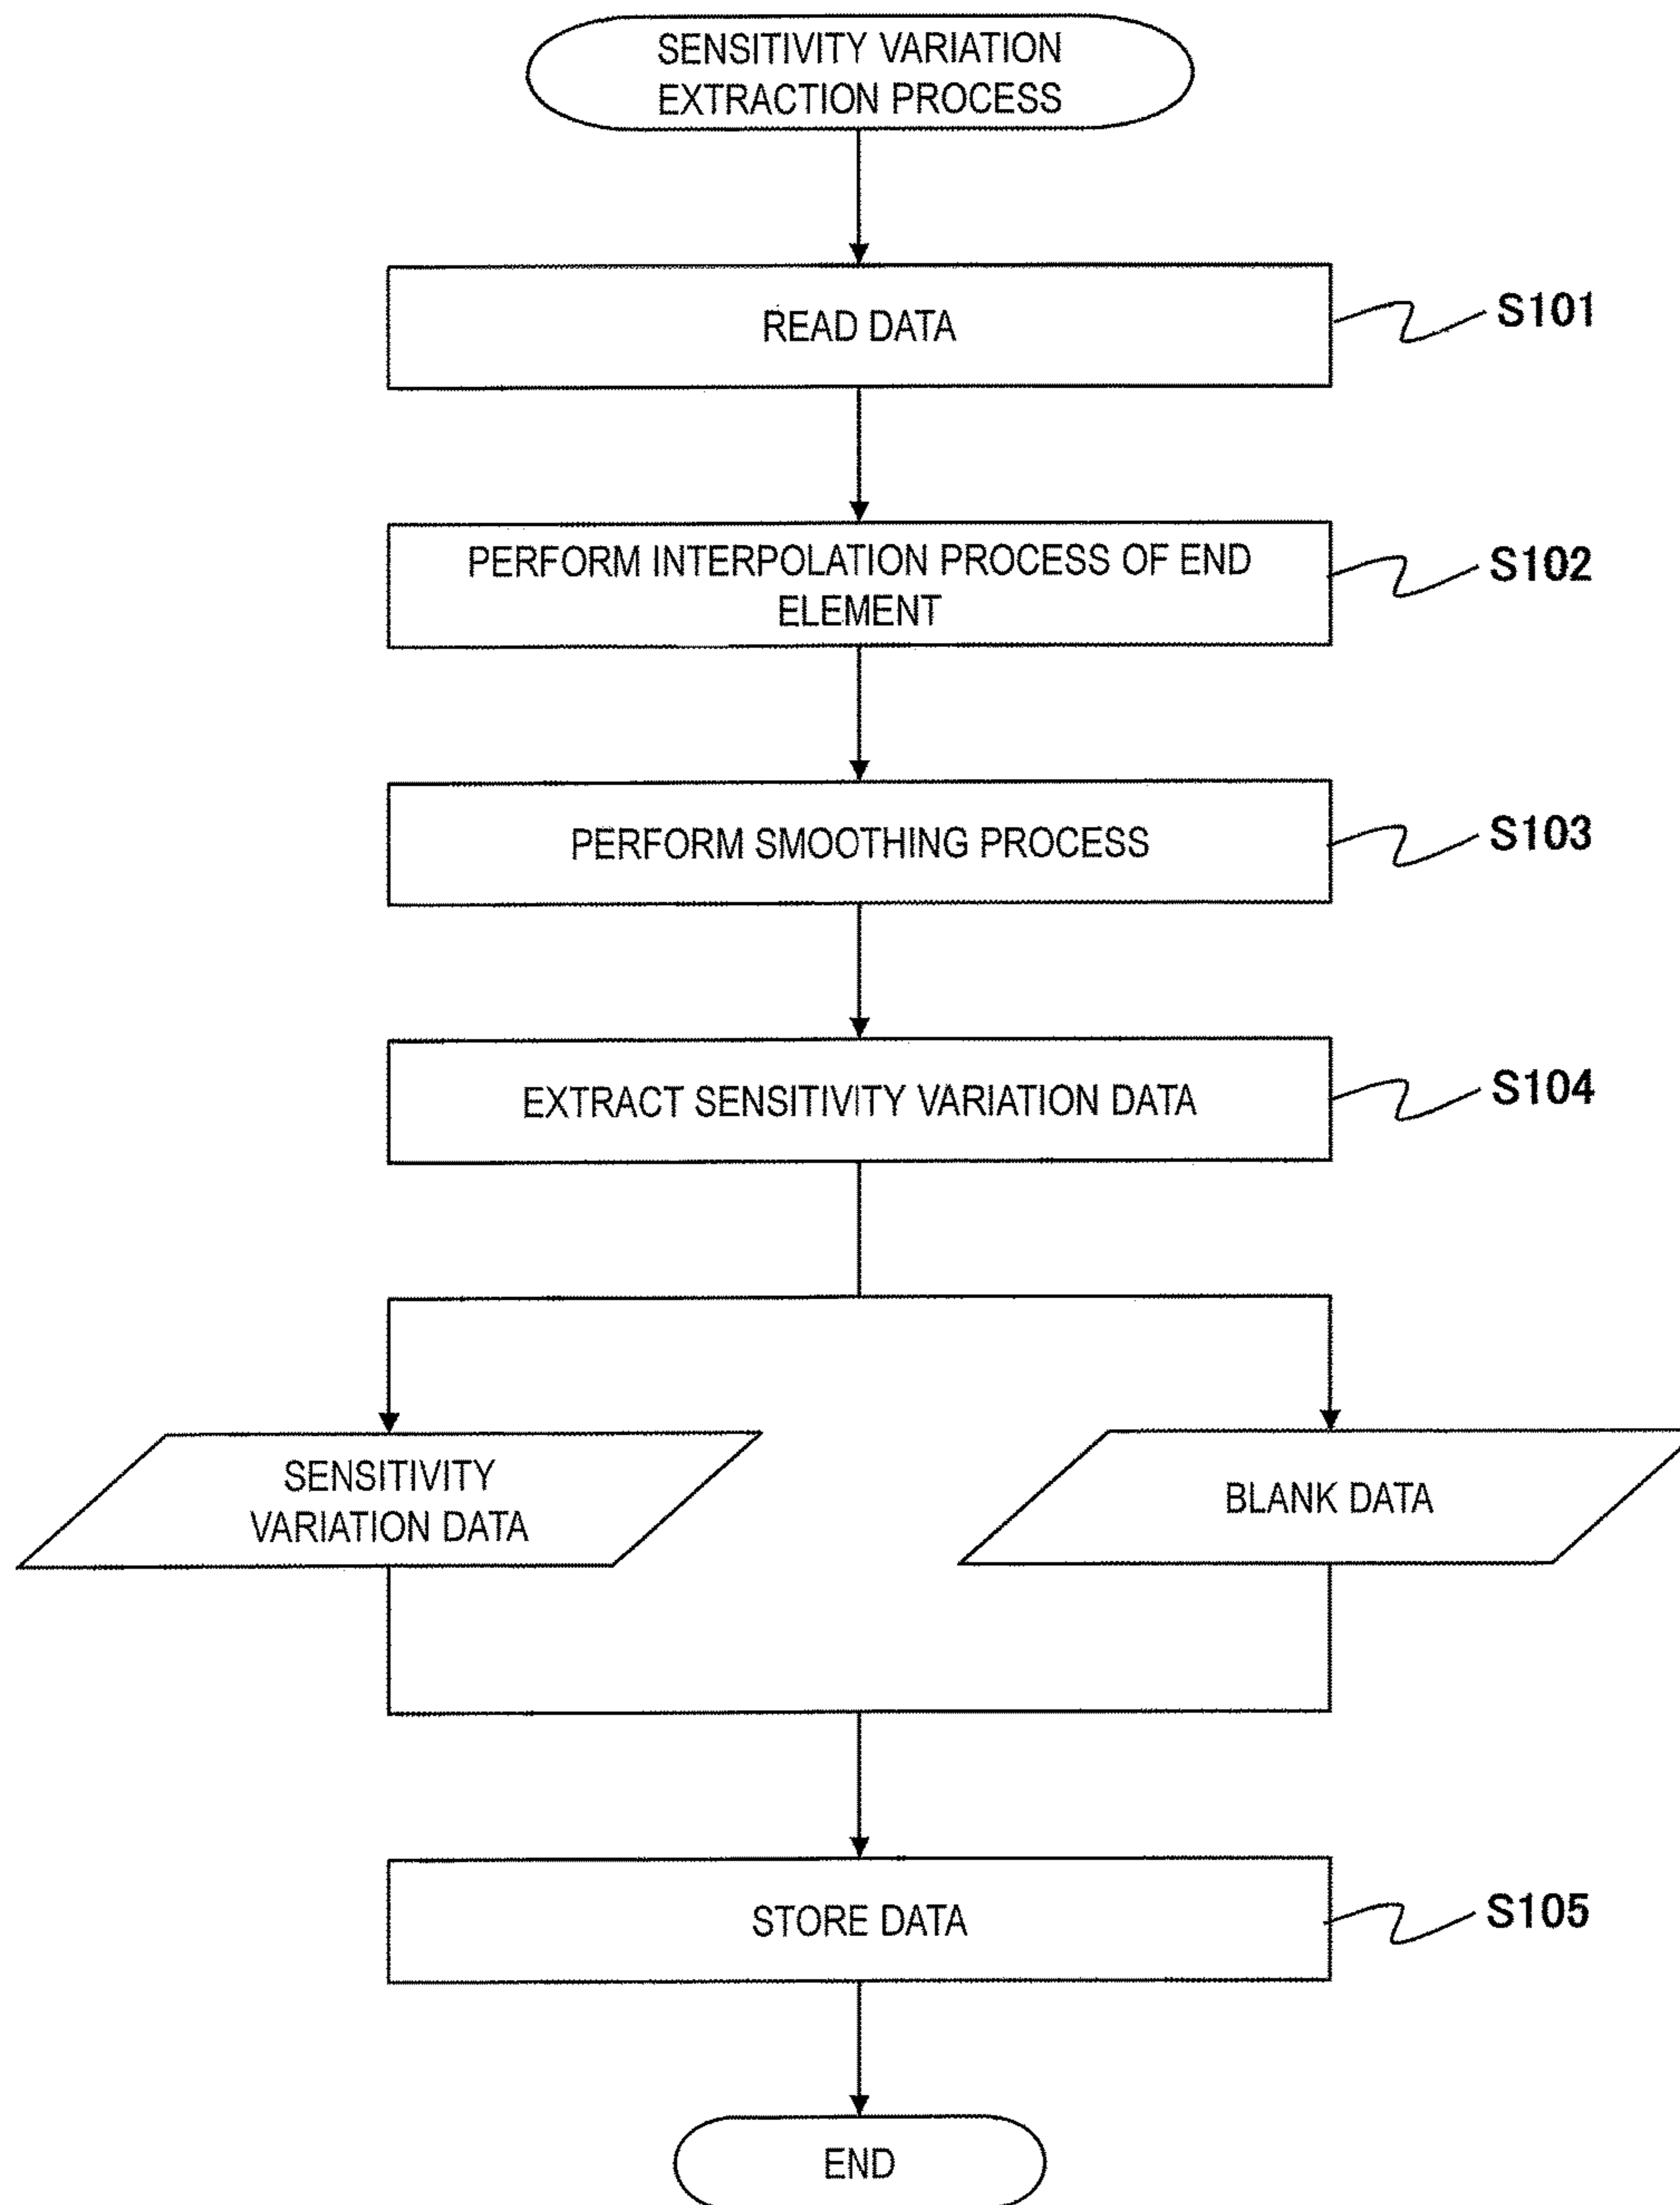 SENSITIVITY VARIATION
EXTRACTION PROCESS
READ DATA
S101
PERFORM INTERPOLATION PROCESS OF END
ELEMENT
S102
PERFORM SMOOTHING PROCESS
S103
EXTRACT SENSITIVITY VARIATION DATA
S104
SENSITIVITY
VARIATION DATA
BLANK DATA
STORE DATA
S105
END